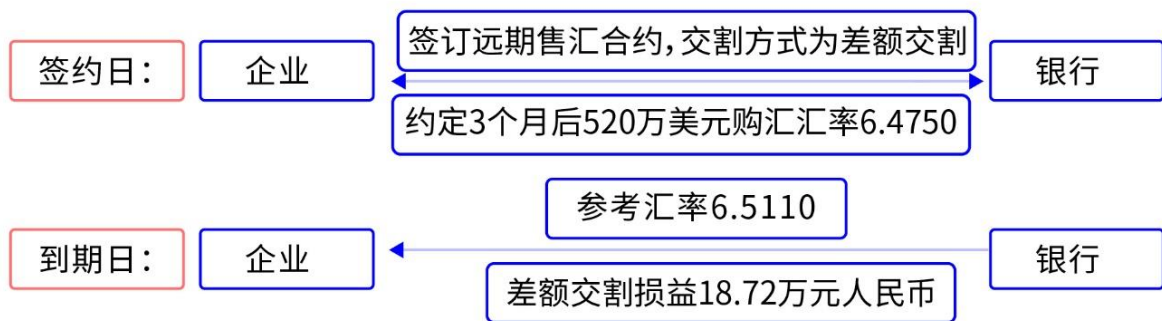 签订远期售汇合约,交割方式为差额交割
签约日： 企业 银行
约定3个月后520万美元购汇汇率6.4750
参考汇率6.5110
到期日： 企业 银行
差额交割损益18.72万元人民币